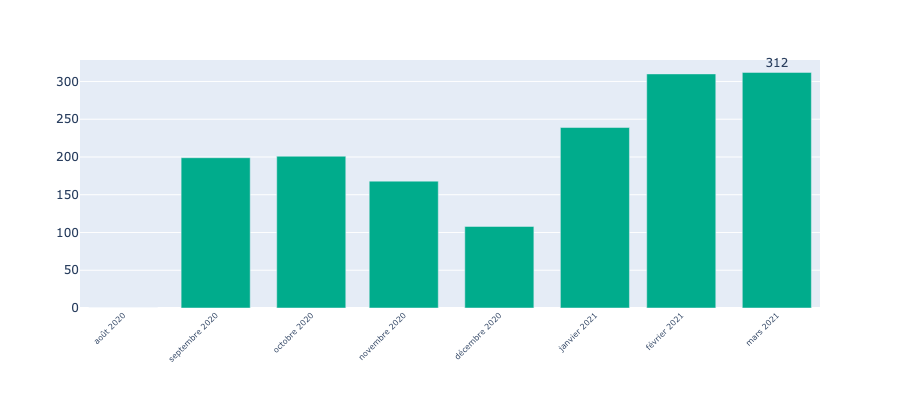 312
300
250
200
150
100
50
0
août 2020
septembre 2020
octobre 2020
novembre 2020
décembre 2020
janvier 2021
février 2021
mars 2021